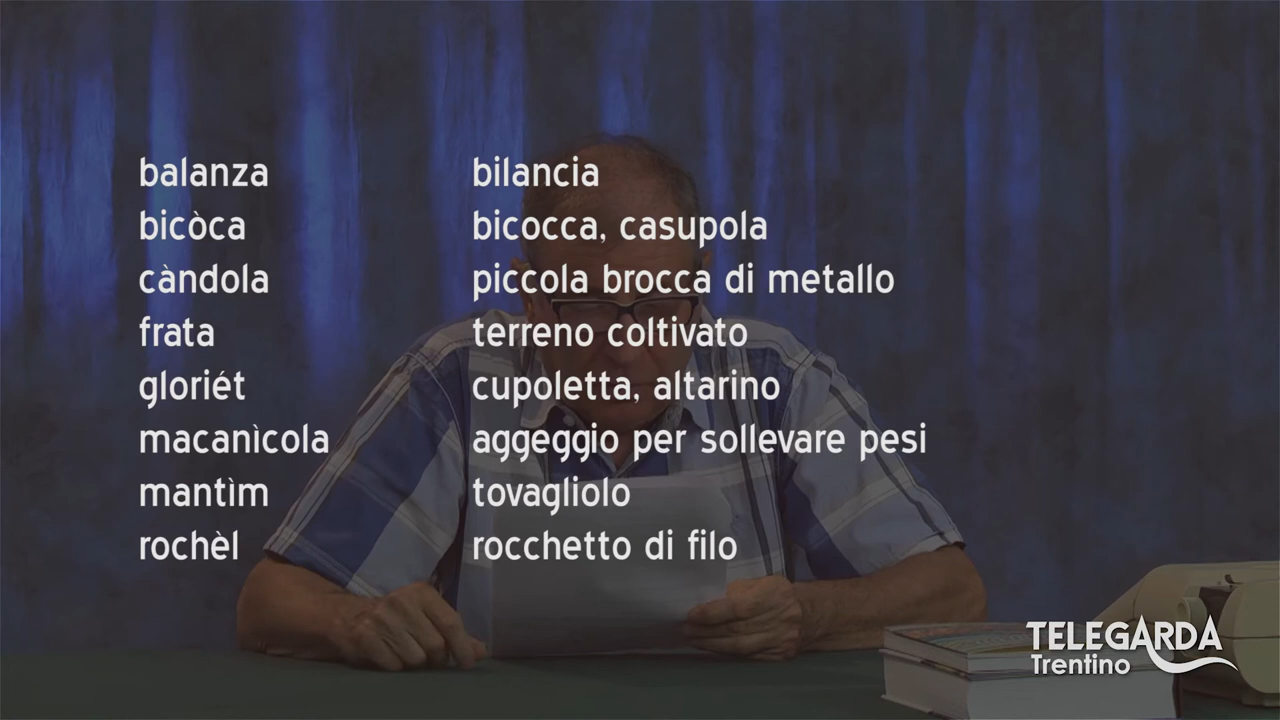 balanza bilancia
bicòca bicocca, casupola
càndola piccola brocca di metallo
frata terreno coltivato
gloriét cupoletta, altarino
macanìcola aggeggio per sollevare pesi
mantìm tovagliolo
rochèl rocchetto di filo
TELEGARDA
Trentino